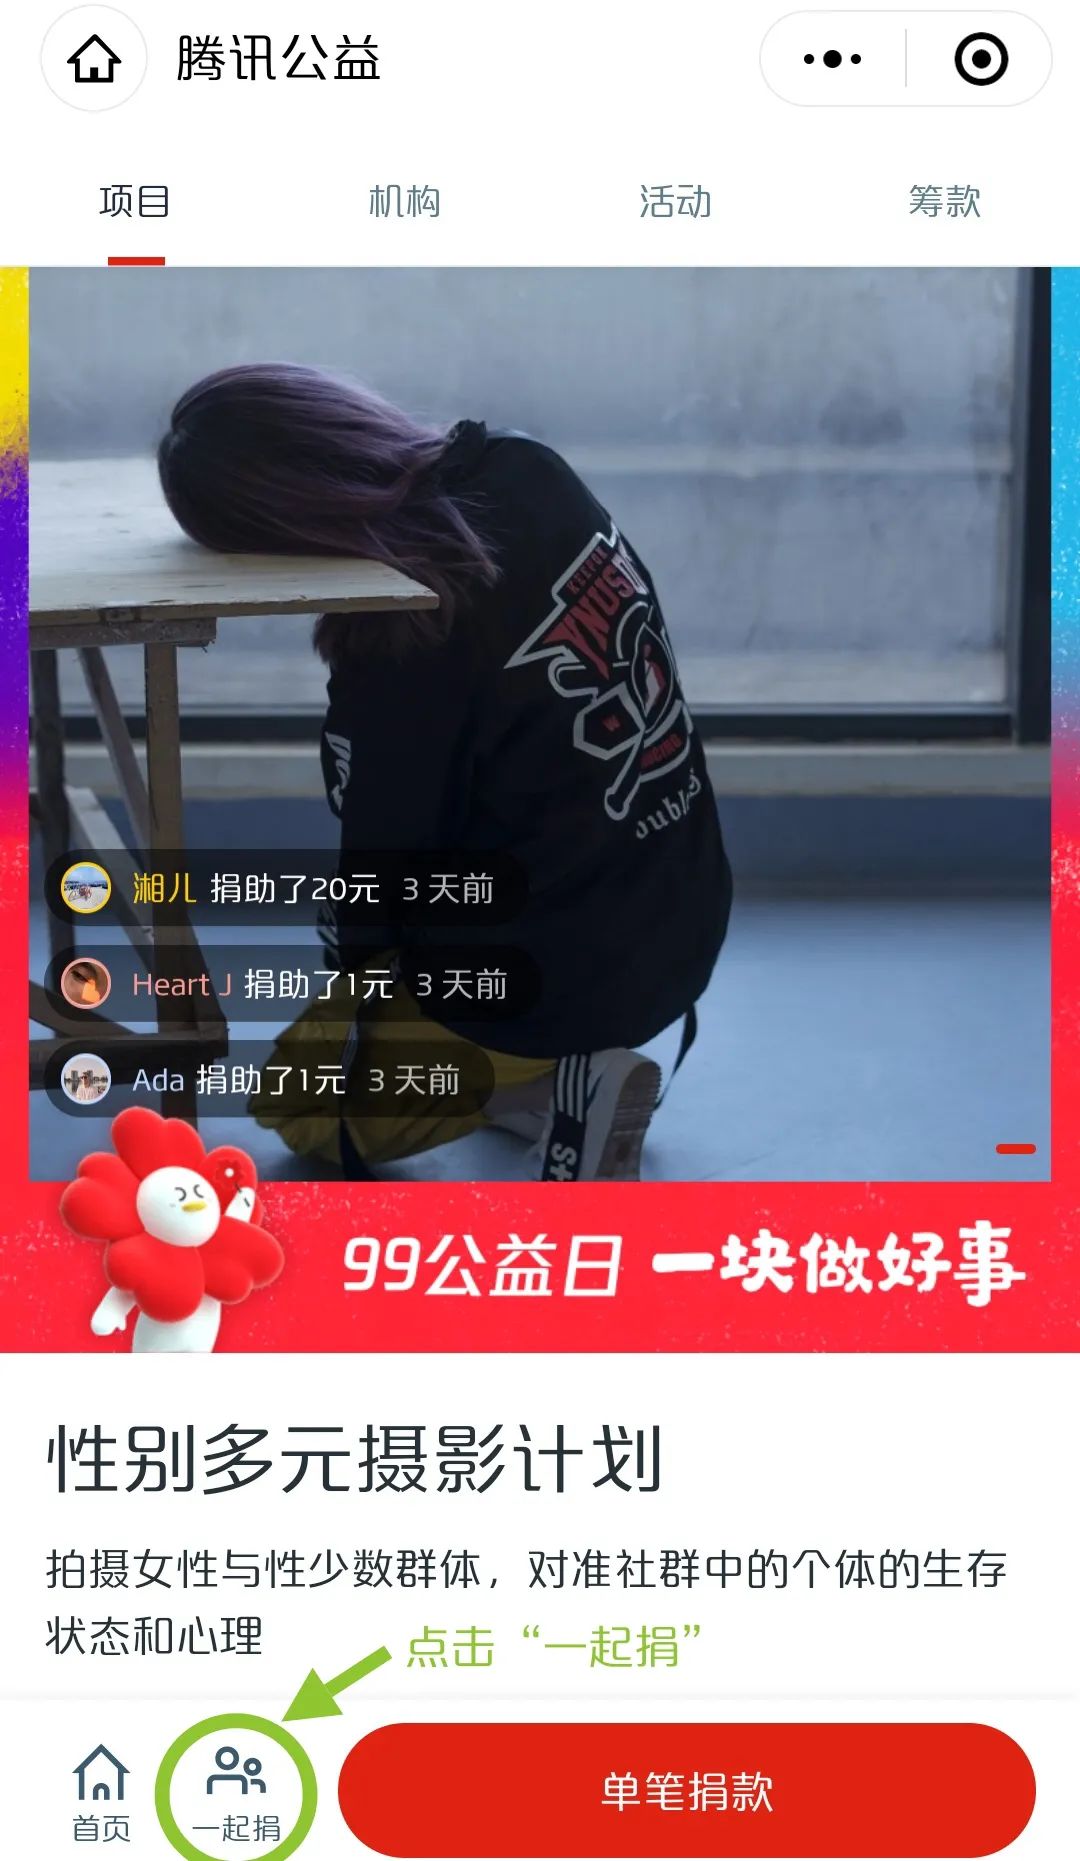 腾讯公益
项目 机构 活动 筹款
KEEFOR
YNUSD
W
RACING
湘儿 捐助了20元 3 天前
Heart J 捐助了1元 3 天前
Ada 捐助了1元 3 天前
99公益日 一块做好事
性别多元摄影计划
拍摄女性与性少数群体，对准社群中的个体的生存
状态和心理
点击“一起捐”
首页 一起捐 单笔捐款